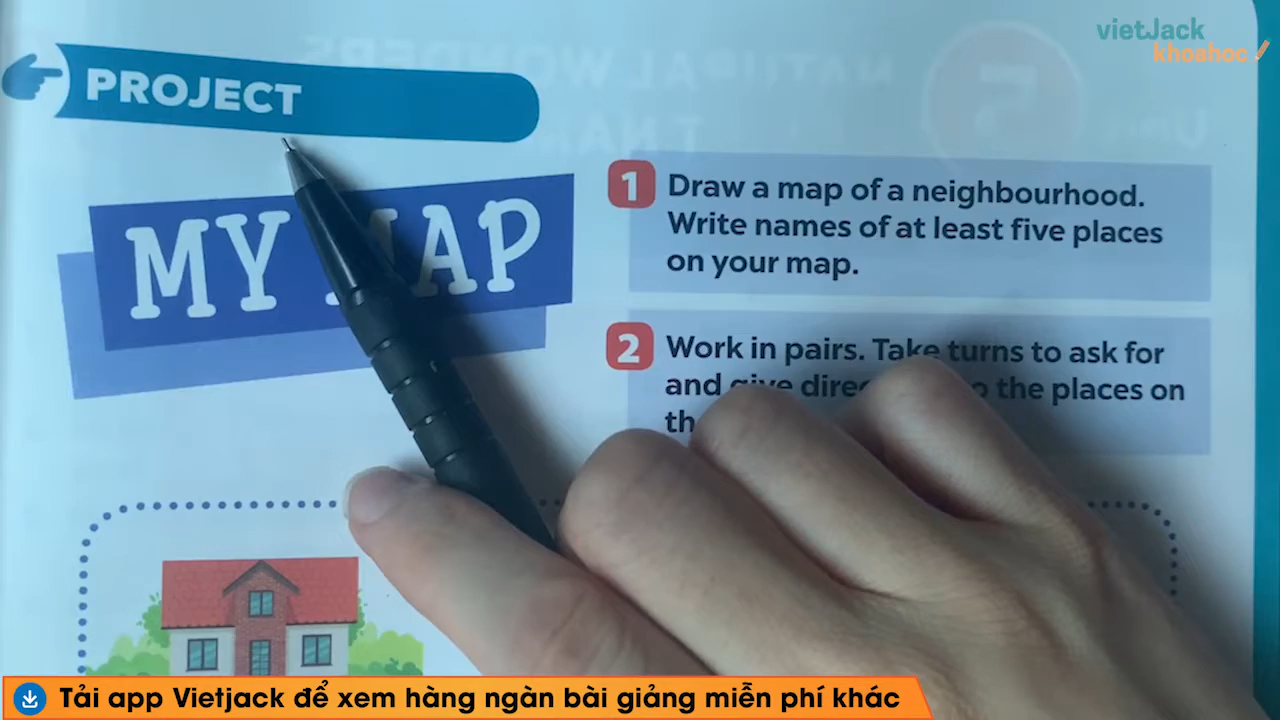 vietJack
khoahoc
PROJECT
MY MAP
1 Draw a map of a neighbourhood.
Write names of at least five places
on your map.
2 Work in pairs. Take turns to ask for
and give the places on
Tải app Vietjack để xem hàng ngàn bài giảng miễn phí khác